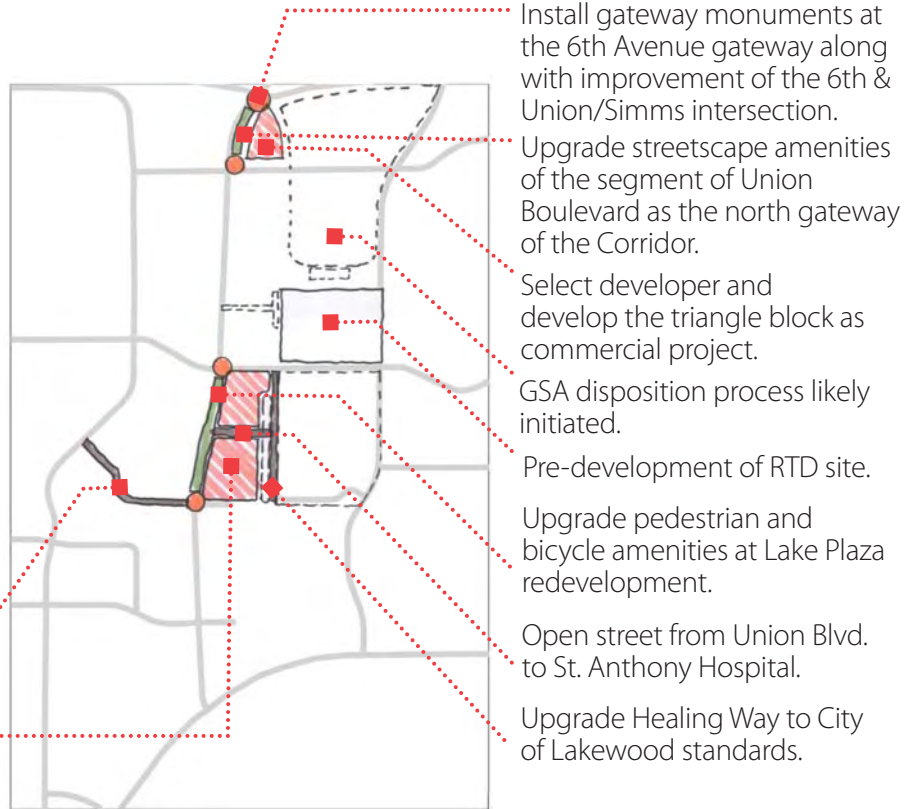 Install gateway monuments at
the 6th Avenue gateway along
with improvement of the 6th &
Union/Simms intersection.
Upgrade streetscape amenities
of the segment of Union
Boulevard as the north gateway
of the Corridor.
Select developer and
develop the triangle block as
commercial project.
GSA disposition process likely
initiated.
Pre-development of RTD site.
Upgrade pedestrian and
bicycle amenities at Lake Plaza
redevelopment.
Open street from Union Blvd.
to St. Anthony Hospital.
Upgrade Healing Way to City
of Lakewood standards.